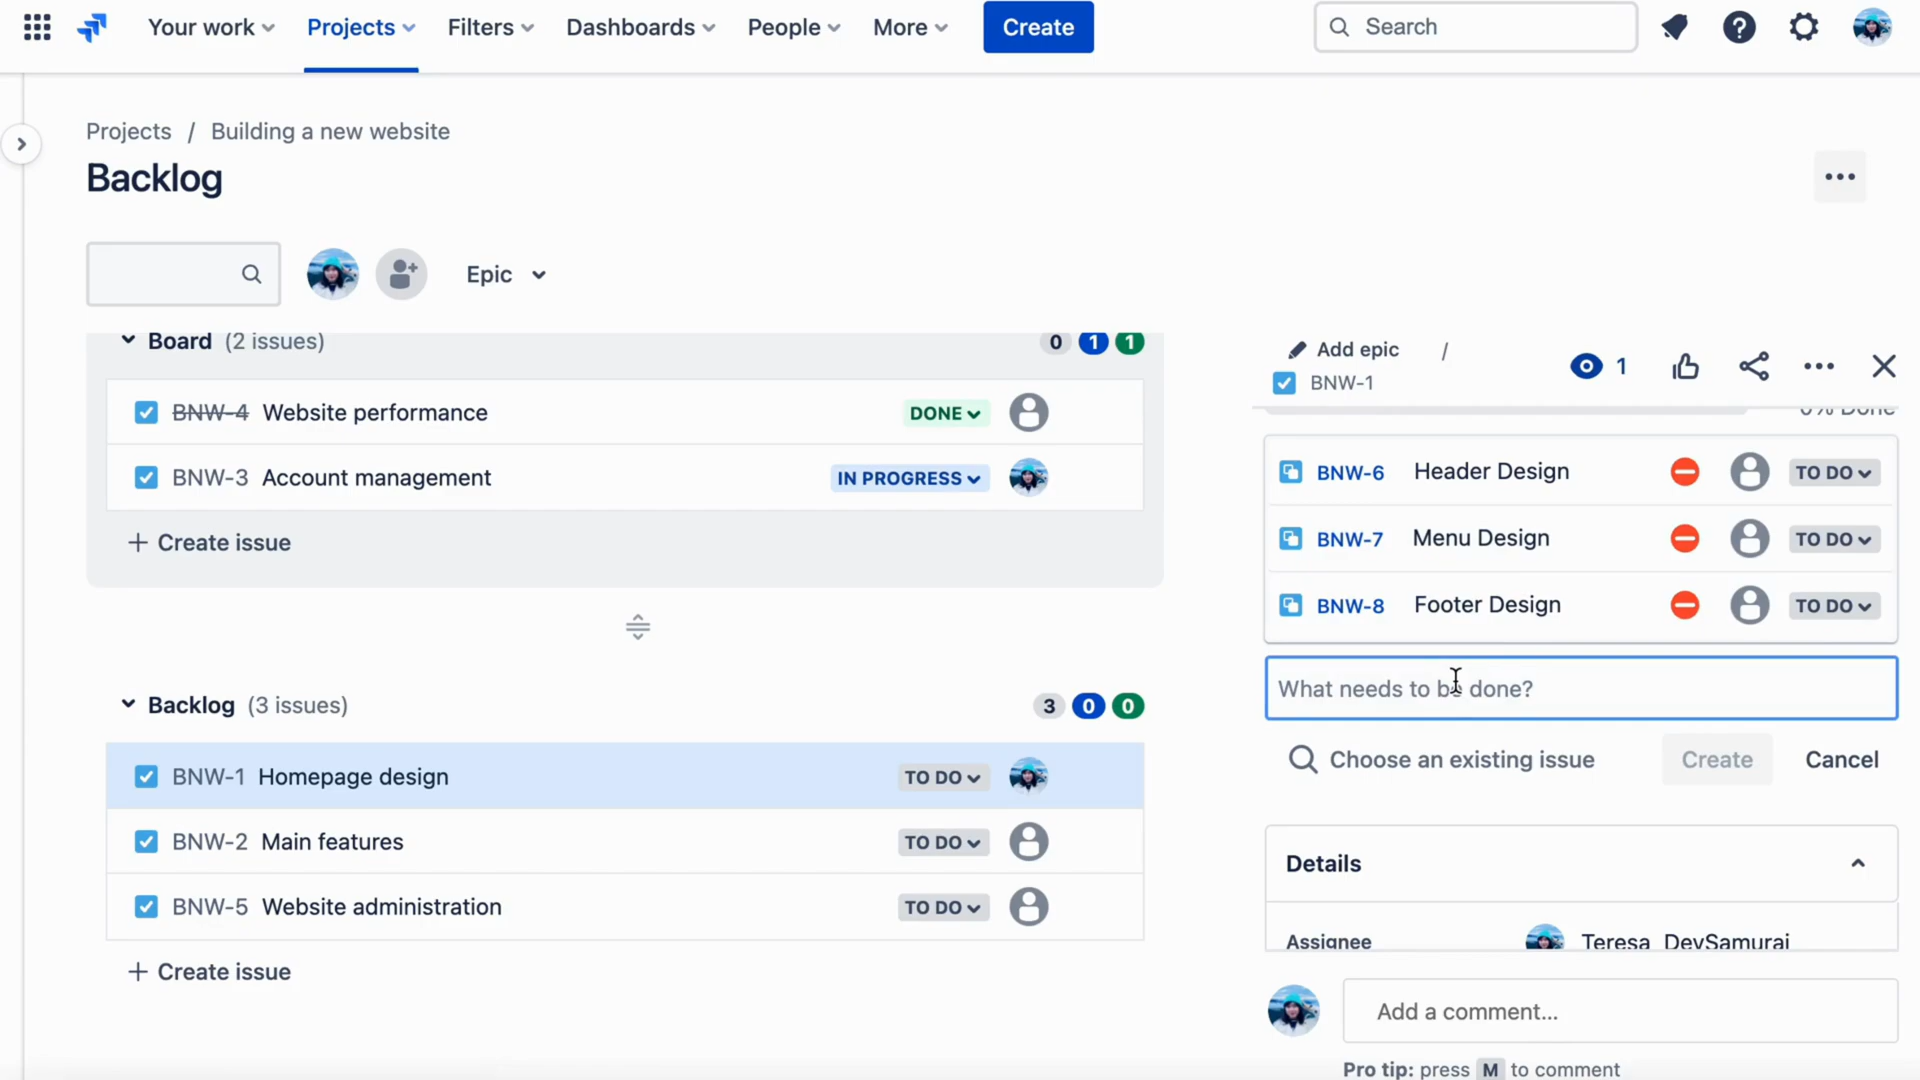 Your work Projects Filters Dashboards People More Create Search
Projects / Building a new website
Backlog
Epic
Board (2 issues) 0 1 1
BNW-4 Website performance DONE
BNW-3 Account management IN PROGRESS
+ Create issue
Backlog (3 issues) 3 0 0
BNW-1 Homepage design TO DO
BNW-2 Main features TO DO
BNW-5 Website administration TO DO
+ Create issue
Add epic /
BNW-1
1
0% Done
BNW-6 Header Design TO DO
BNW-7 Menu Design TO DO
BNW-8 Footer Design TO DO
What needs to be done?
Choose an existing issue Create Cancel
Details
Assignee Teresa_DevSamurai
Add a comment...
Pro tip: press M to comment